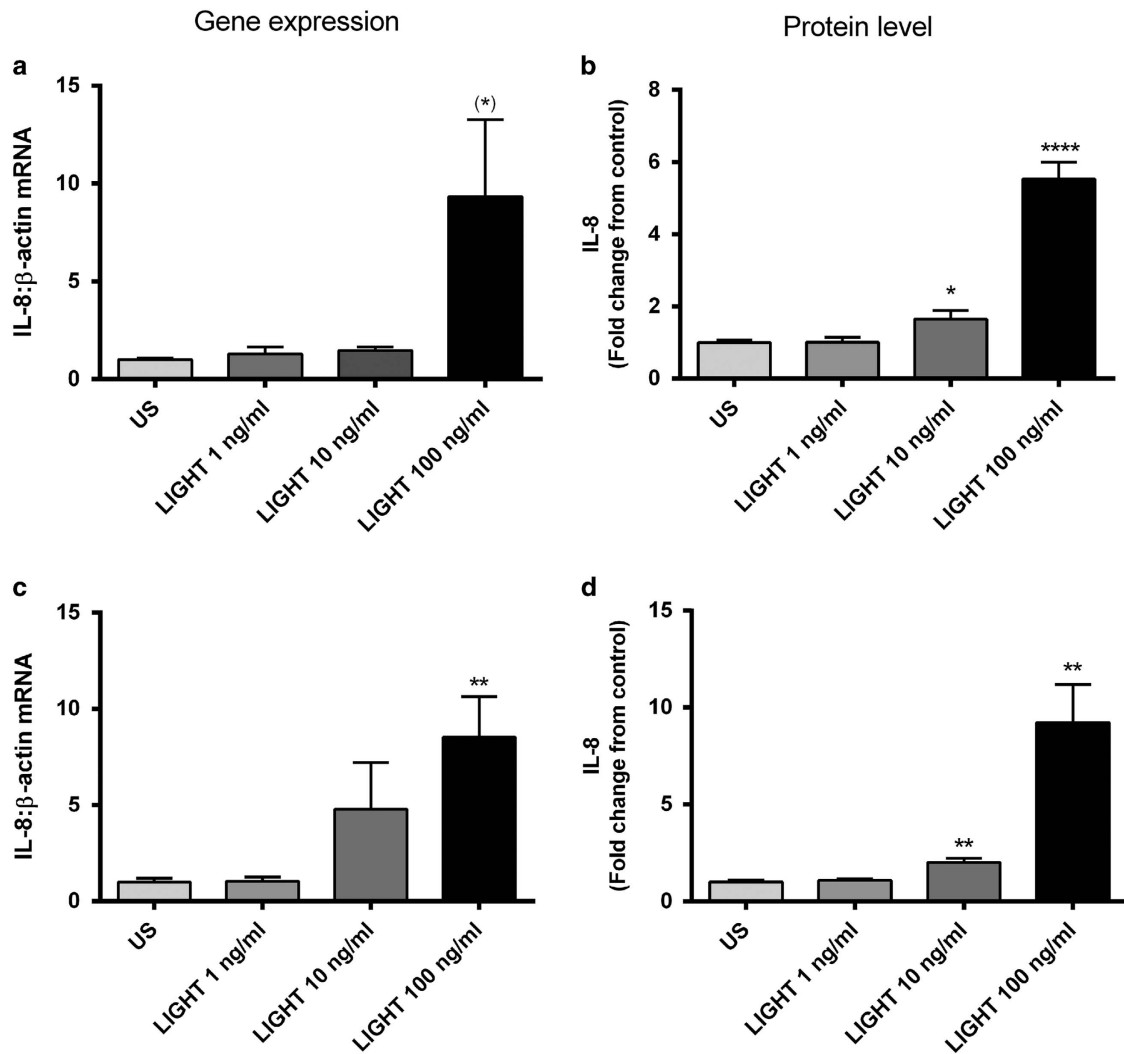 Gene expression
Protein level
a
IL-8:β-actin mRNA
15
10
5
0
(*)
US
LIGHT 1 ng/ml
LIGHT 10 ng/ml
LIGHT 100 ng/ml
b
IL-8
(Fold change from control)
8
6
4
2
0
*
****
US
LIGHT 1 ng/ml
LIGHT 10 ng/ml
LIGHT 100 ng/ml
c
IL-8:β-actin mRNA
15
10
5
0
**
US
LIGHT 1 ng/ml
LIGHT 10 ng/ml
LIGHT 100 ng/ml
d
IL-8
(Fold change from control)
15
10
5
0
**
**
US
LIGHT 1 ng/ml
LIGHT 10 ng/ml
LIGHT 100 ng/ml